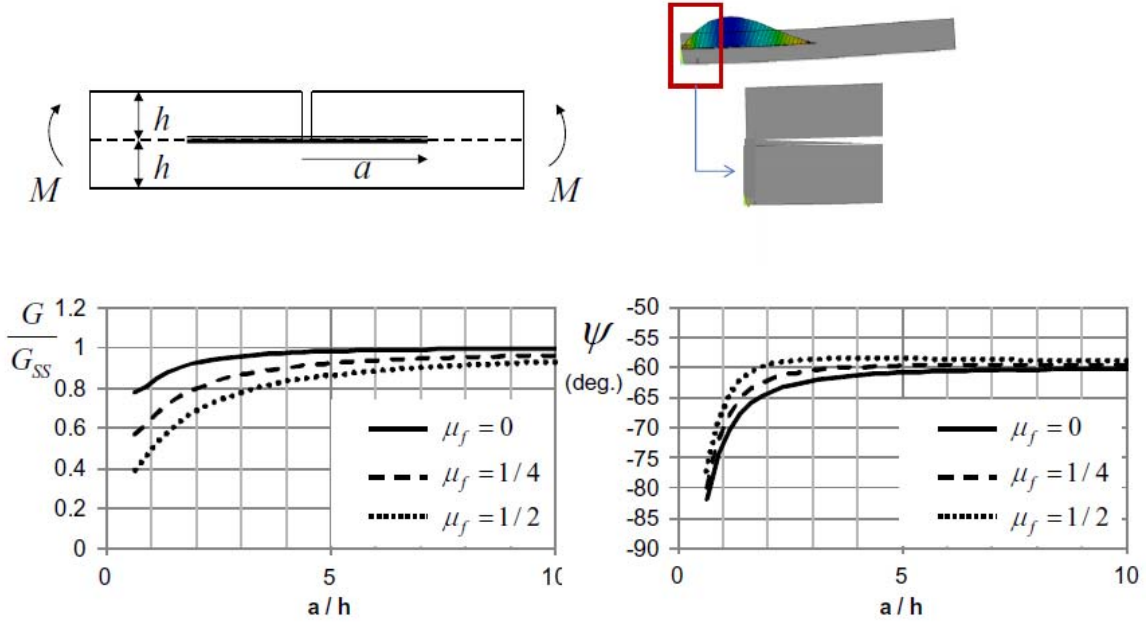 h
h
a
M
M
G
G_SS
1.2
1
0.8
0.6
0.4
0.2
0
μ_f = 0
μ_f = 1/4
μ_f = 1/2
0
5
10
a / h
ψ
(deg.)
-50
-55
-60
-65
-70
-75
-80
-85
-90
μ_f = 0
μ_f = 1/4
μ_f = 1/2
0
5
10
a / h